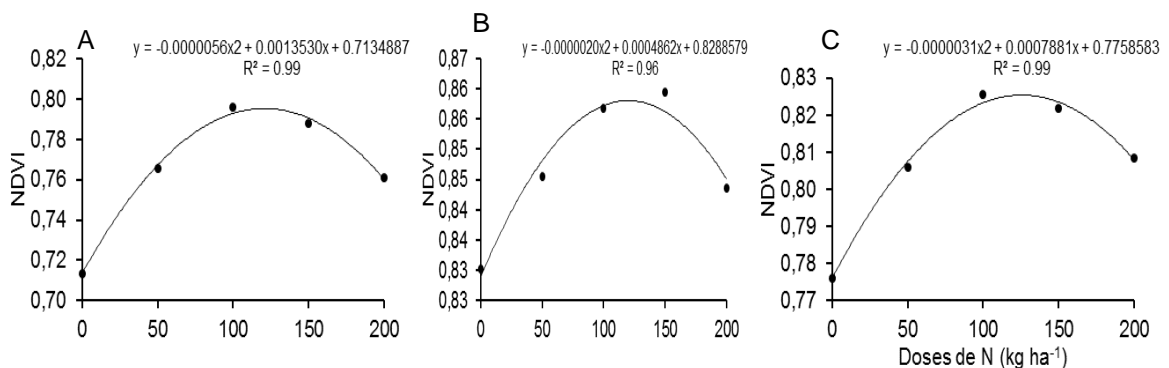 A
y = -0.0000056x2 + 0.0013530x + 0.7134887
R² = 0.99
0,82
0,80
0,78
0,76
0,74
0,72
0,70
NDVI
0 50 100 150 200
B
y = -0.0000020x2 + 0.0004862x + 0.8288579
R² = 0.96
0,87
0,86
0,86
0,85
0,85
0,84
0,84
0,83
0,83
NDVI
0 50 100 150 200
C
y = -0.0000031x2 + 0.0007881x + 0.7758583
R² = 0.99
0,83
0,82
0,81
0,80
0,79
0,78
0,77
NDVI
0 50 100 150 200
Doses de N (kg ha⁻¹)